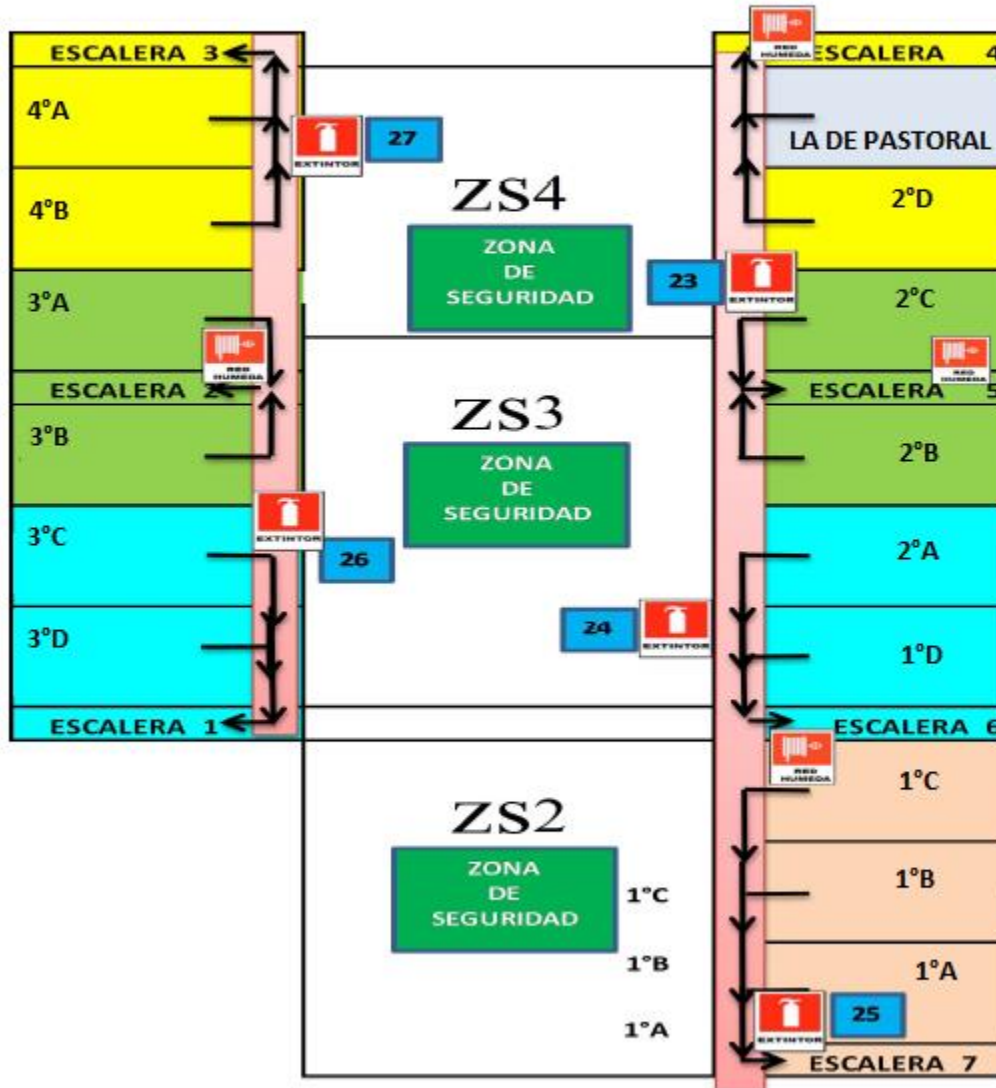 ESCALERA 3
4°A
EXTINTOR
27
4°B
3°A
RED
HUMEDA
ESCALERA 2
3°B
3°C
EXTINTOR
26
3°D
ESCALERA 1
ZS4
ZONA
DE
SEGURIDAD
ZS3
ZONA
DE
SEGURIDAD
24
EXTINTOR
ZS2
ZONA
DE
SEGURIDAD
1°C
1°B
1°A
RED
HUMEDA
ESCALERA 4
LA DE PASTORAL
2°D
23
EXTINTOR
2°C
RED
HUMEDA
ESCALERA 5
2°B
2°A
1°D
ESCALERA 6
RED
HUMEDA
1°C
1°B
1°A
EXTINTOR
25
ESCALERA 7